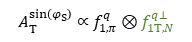 A_T^{sin(φ_S)} ∝ f_{1,π}^q ⊗ f_{1T,N}^{q⊥}